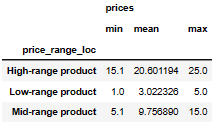 prices
min mean max
price_range_loc
High-range product 15.1 20.601194 25.0
Low-range product 1.0 3.022326 5.0
Mid-range product 5.1 9.756890 15.0